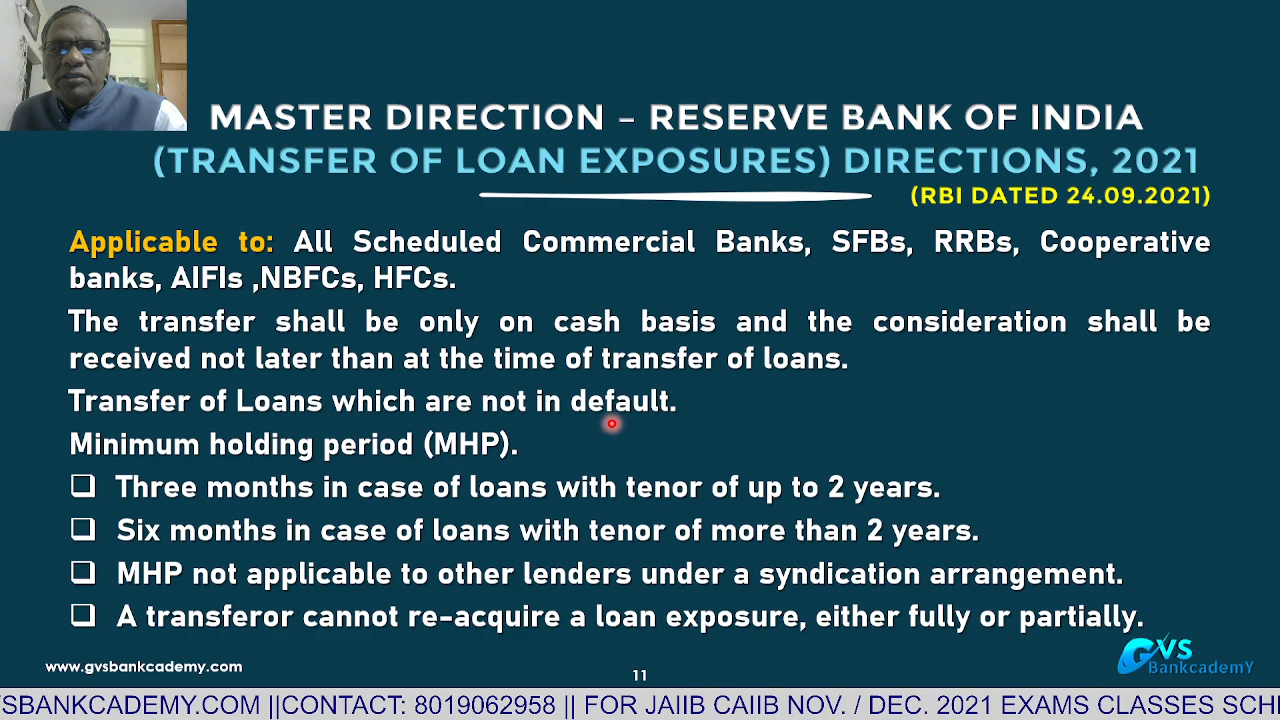 MASTER DIRECTION – RESERVE BANK OF INDIA
(TRANSFER OF LOAN EXPOSURES) DIRECTIONS, 2021
(RBI DATED 24.09.2021)
Applicable to: All Scheduled Commercial Banks, SFBs, RRBs, Cooperative
banks, AIFIs ,NBFCs, HFCs.
The transfer shall be only on cash basis and the consideration shall be
received not later than at the time of transfer of loans.
Transfer of Loans which are not in default.
Minimum holding period (MHP).
❑ Three months in case of loans with tenor of up to 2 years.
❑ Six months in case of loans with tenor of more than 2 years.
❑ MHP not applicable to other lenders under a syndication arrangement.
❑ A transferor cannot re-acquire a loan exposure, either fully or partially.
GVS
BankcademY
www.gvsbankcademy.com
11
VSBANKCADEMY.COM ||CONTACT: 8019062958 || FOR JAIIB CAIIB NOV. / DEC. 2021 EXAMS CLASSES SCH